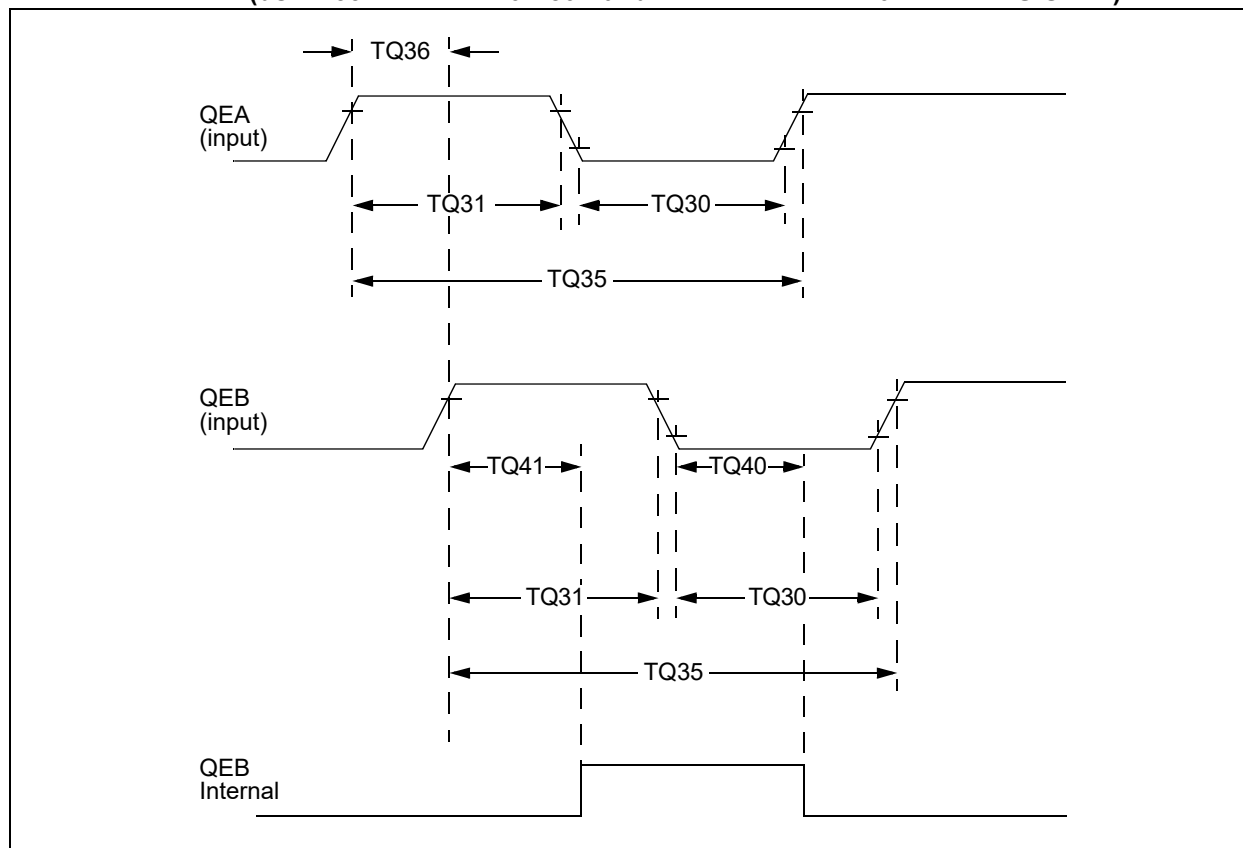 TQ36
QEA
(input)
TQ31
TQ30
TQ35
QEB
(input)
TQ41
TQ40
TQ31
TQ30
TQ35
QEB
Internal